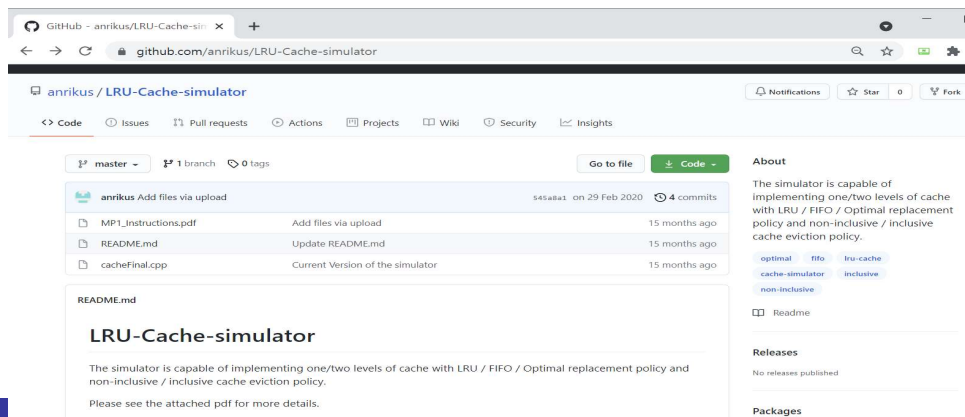 GitHub - anrikus/LRU-Cache-sim
github.com/anrikus/LRU-Cache-simulator
anrikus / LRU-Cache-simulator
Notifications
Star 0
Fork
<> Code
Issues
Pull requests
Actions
Projects
Wiki
Security
Insights
master
1 branch
0 tags
Go to file
Code
anrikus Add files via upload
545a8a1 on 29 Feb 2020
4 commits
MP1_Instructions.pdf Add files via upload 15 months ago
README.md Update README.md 15 months ago
cacheFinal.cpp Current Version of the simulator 15 months ago
README.md
LRU-Cache-simulator
The simulator is capable of implementing one/two levels of cache with LRU / FIFO / Optimal replacement policy and
non-inclusive / inclusive cache eviction policy.
Please see the attached pdf for more details.
About
The simulator is capable of
implementing one/two levels of cache
with LRU / FIFO / Optimal replacement
policy and non-inclusive / inclusive
cache eviction policy.
optimal fifo lru-cache
cache-simulator inclusive
non-inclusive
Readme
Releases
No releases published
Packages